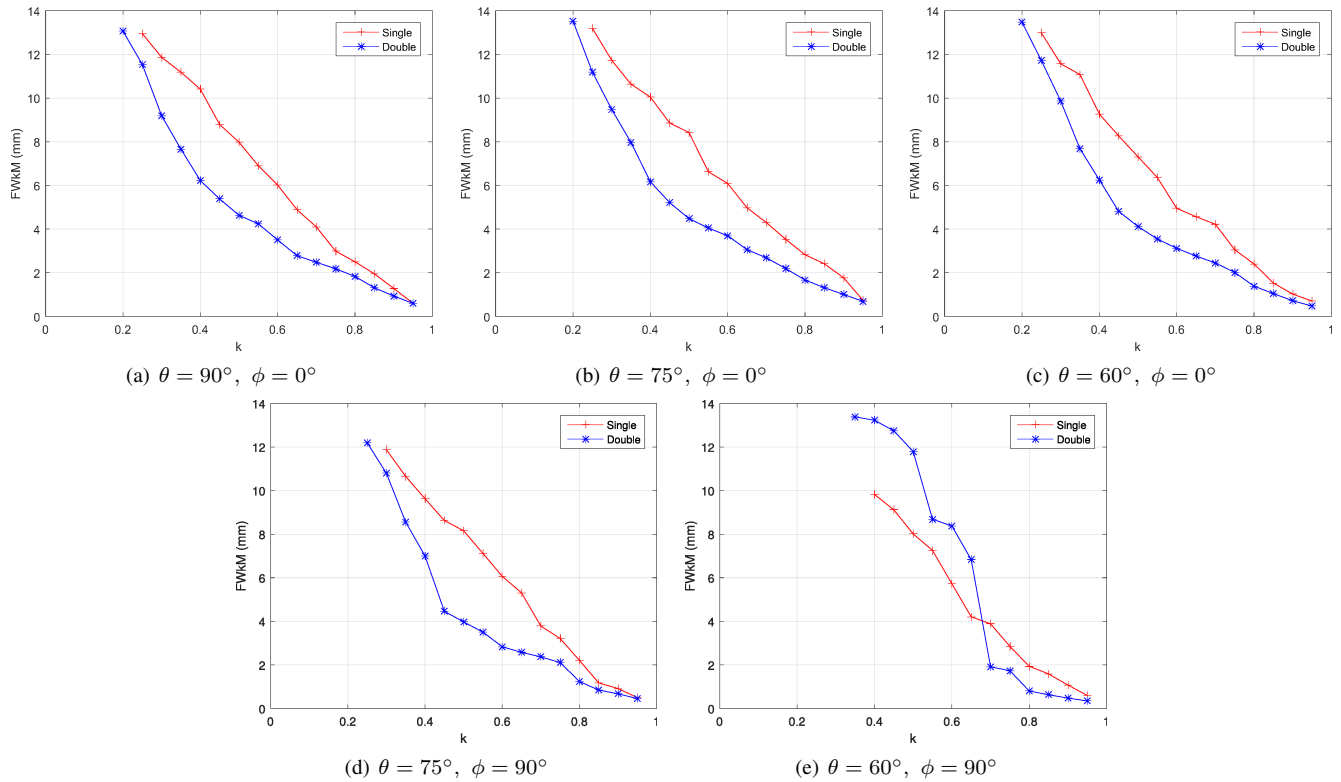 14
12
10
8
6
4
2
0
FWkM (mm)
0
0.2
0.4
0.6
0.8
1
k
Single
Double
(a) θ = 90°, ϕ = 0°
14
12
10
8
6
4
2
0
FWkM (mm)
0
0.2
0.4
0.6
0.8
1
k
Single
Double
(b) θ = 75°, ϕ = 0°
14
12
10
8
6
4
2
0
FWkM (mm)
0
0.2
0.4
0.6
0.8
1
k
Single
Double
(c) θ = 60°, ϕ = 0°
14
12
10
8
6
4
2
0
FWkM (mm)
0
0.2
0.4
0.6
0.8
1
k
Single
Double
(d) θ = 75°, ϕ = 90°
14
12
10
8
6
4
2
0
FWkM (mm)
0
0.2
0.4
0.6
0.8
1
k
Single
Double
(e) θ = 60°, ϕ = 90°